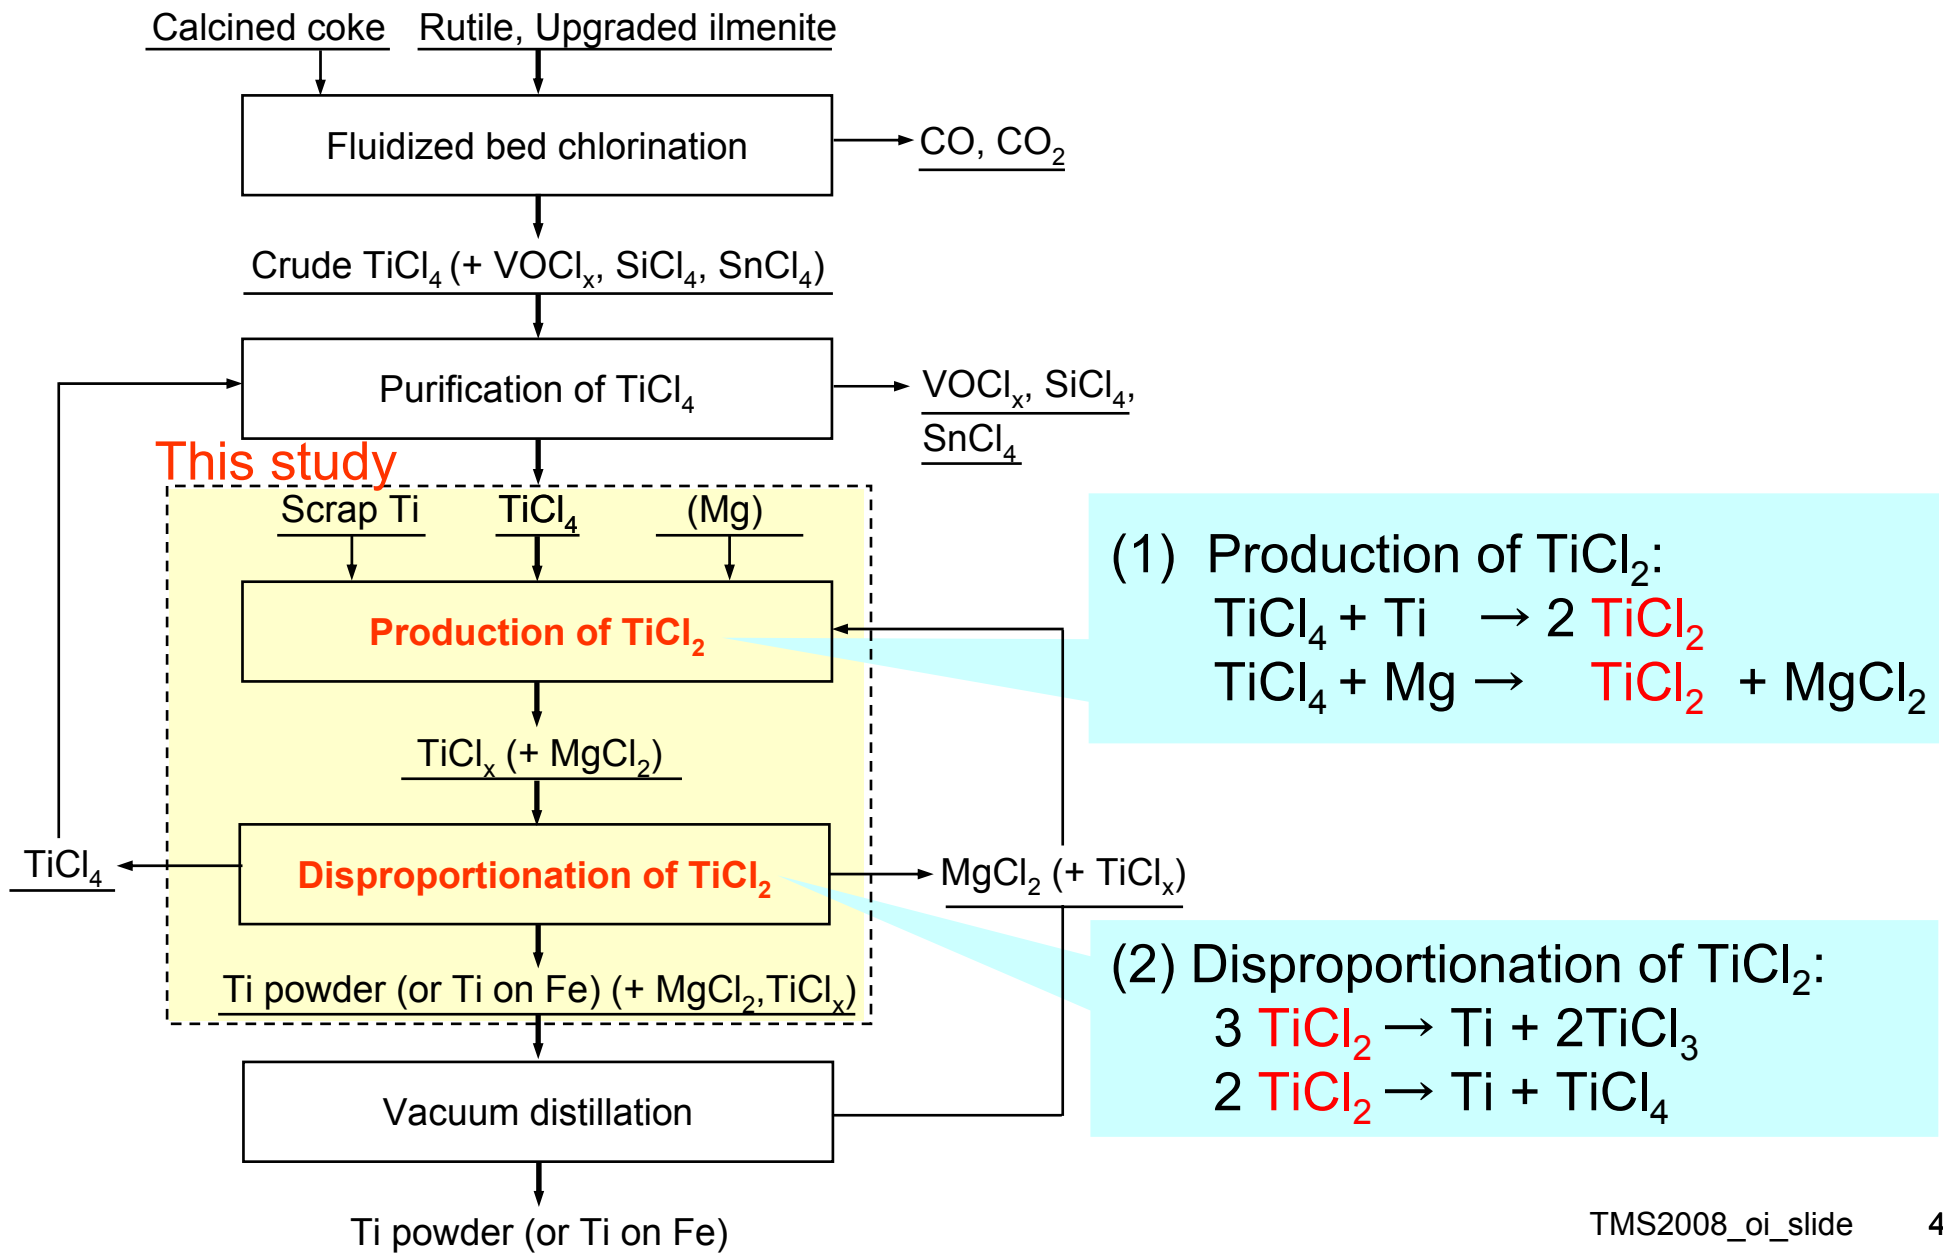 Calcined coke
Rutile, Upgraded ilmenite
Fluidized bed chlorination
CO, CO₂
Crude TiCl₄ (+ VOClₓ, SiCl₄, SnCl₄)
Purification of TiCl₄
VOClₓ, SiCl₄,
SnCl₄
This study
Scrap Ti
TiCl₄
(Mg)
Production of TiCl₂
TiClₓ (+ MgCl₂)
Disproportionation of TiCl₂
TiCl₄
MgCl₂ (+ TiClₓ)
Ti powder (or Ti on Fe) (+ MgCl₂,TiClₓ)
Vacuum distillation
Ti powder (or Ti on Fe)
(1) Production of TiCl₂:
TiCl₄ + Ti → 2 TiCl₂
TiCl₄ + Mg → TiCl₂ + MgCl₂
(2) Disproportionation of TiCl₂:
3 TiCl₂ → Ti + 2TiCl₃
2 TiCl₂ → Ti + TiCl₄
TMS2008_oi_slide 4